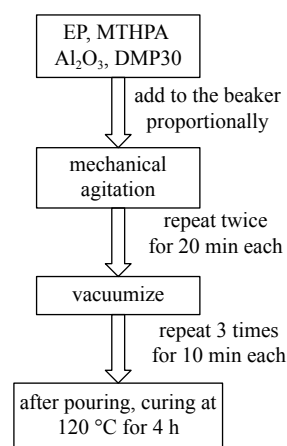 EP, MTHPA
Al₂O₃, DMP30
add to the beaker
proportionally
mechanical
agitation
repeat twice
for 20 min each
vacuumize
repeat 3 times
for 10 min each
after pouring, curing at
120 °C for 4 h